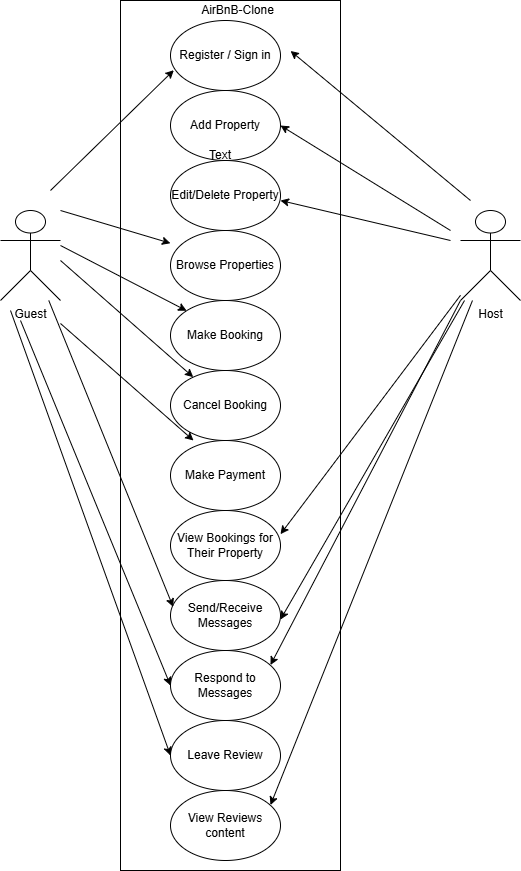 AirBnB-Clone
Register / Sign in
Add Property
Text
Edit/Delete Property
Browse Properties
Guest
Host
Make Booking
Cancel Booking
Make Payment
View Bookings for
Their Property
Send/Receive
Messages
Respond to
Messages
Leave Review
View Reviews
content